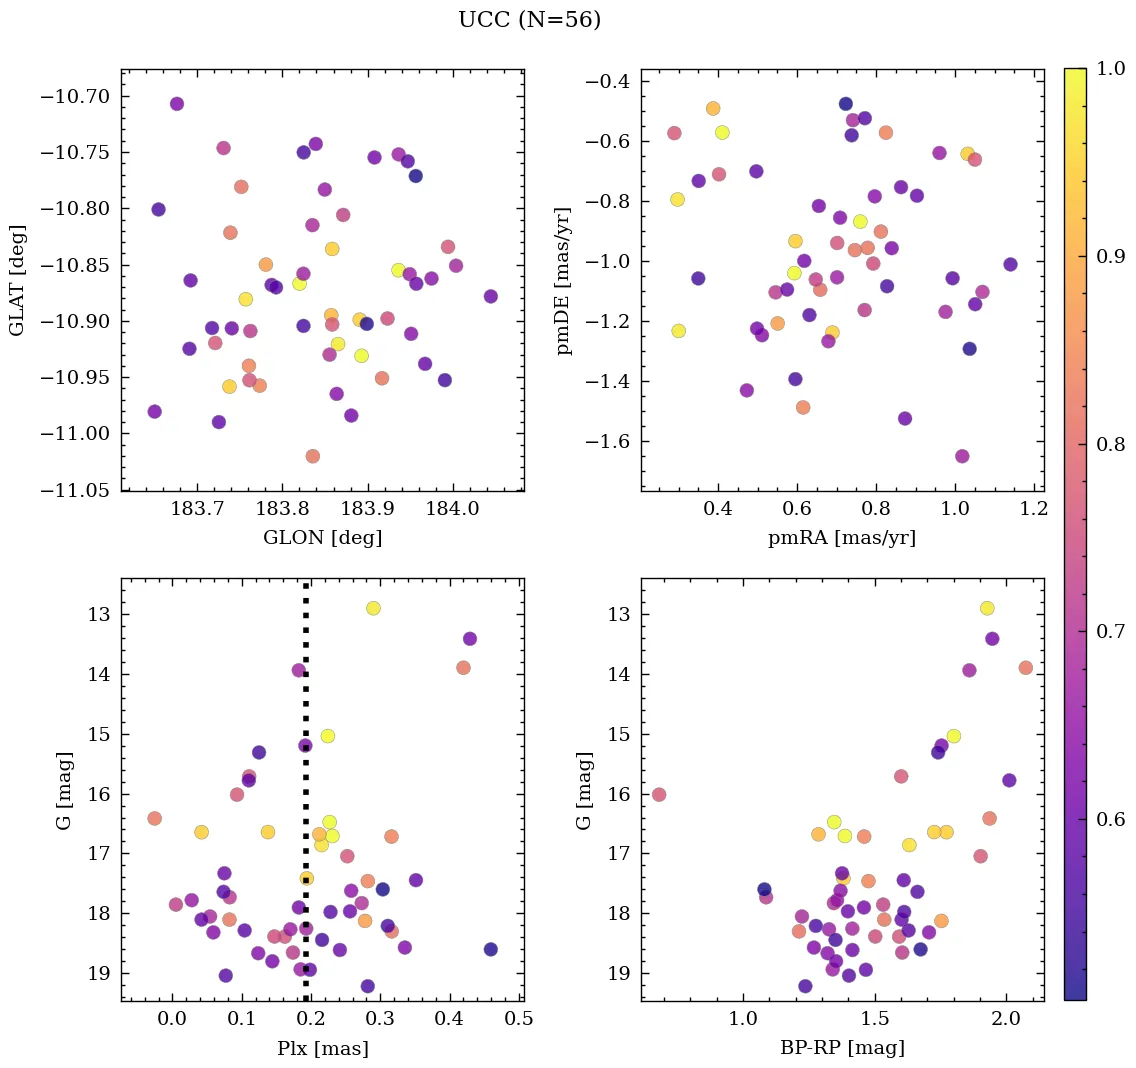 UCC (N=56)
−10.70
−10.75
−10.80
−10.85
−10.90
−10.95
−11.00
−11.05
GLAT [deg]
183.7 183.8 183.9 184.0
GLON [deg]
−0.4
−0.6
−0.8
−1.0
−1.2
−1.4
−1.6
pmDE [mas/yr]
0.4 0.6 0.8 1.0 1.2
pmRA [mas/yr]
13
14
15
16
17
18
19
G [mag]
0.0 0.1 0.2 0.3 0.4 0.5
Plx [mas]
13
14
15
16
17
18
19
G [mag]
1.0 1.5 2.0
BP-RP [mag]
1.0
0.9
0.8
0.7
0.6